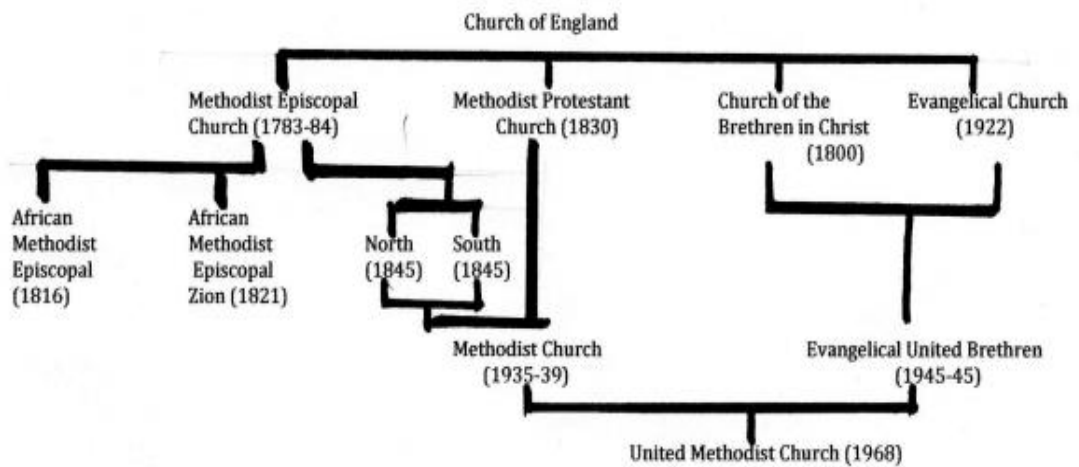 Church of England
Methodist Episcopal
Church (1783-84)
Methodist Protestant
Church (1830)
Church of the
Brethren in Christ
(1800)
Evangelical Church
(1922)
African
Methodist
Episcopal
(1816)
African
Methodist
Episcopal
Zion (1821)
North
(1845)
South
(1845)
Methodist Church
(1935-39)
Evangelical United Brethren
(1945-45)
United Methodist Church (1968)